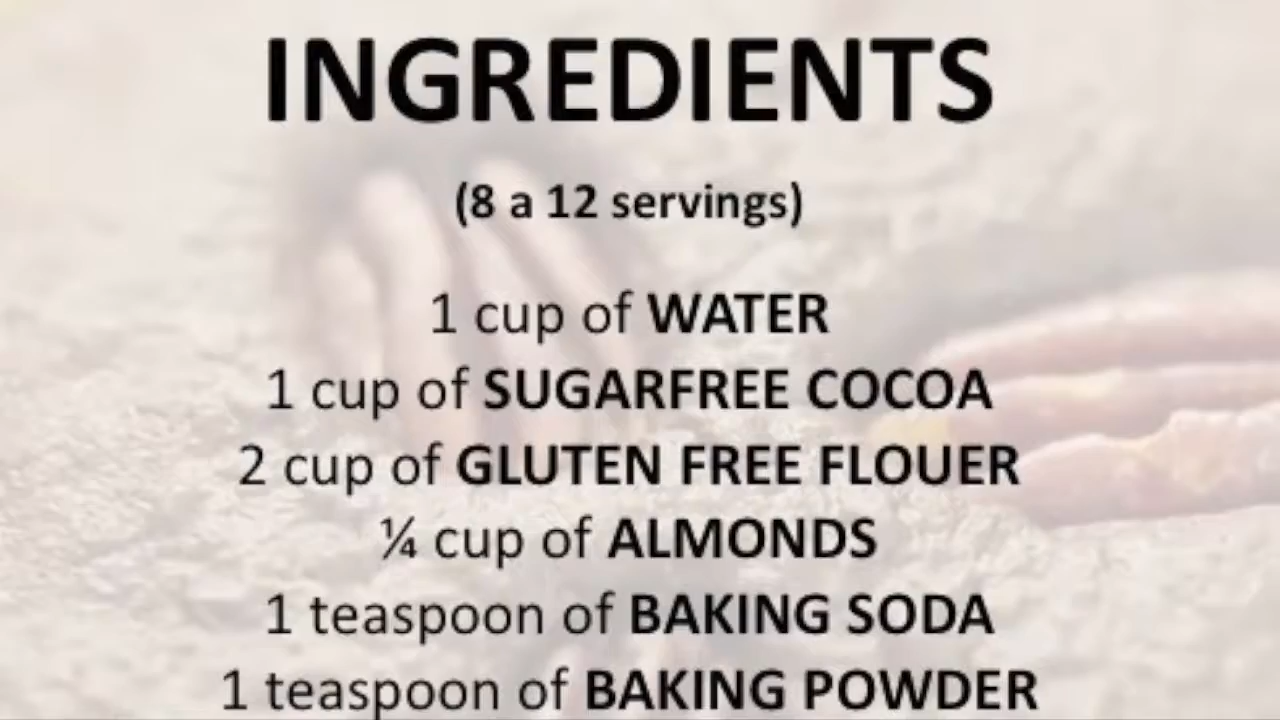 INGREDIENTS
(8 a 12 servings)
1 cup of WATER
1 cup of SUGARFREE COCOA
2 cup of GLUTEN FREE FLOUER
¼ cup of ALMONDS
1 teaspoon of BAKING SODA
1 teaspoon of BAKING POWDER